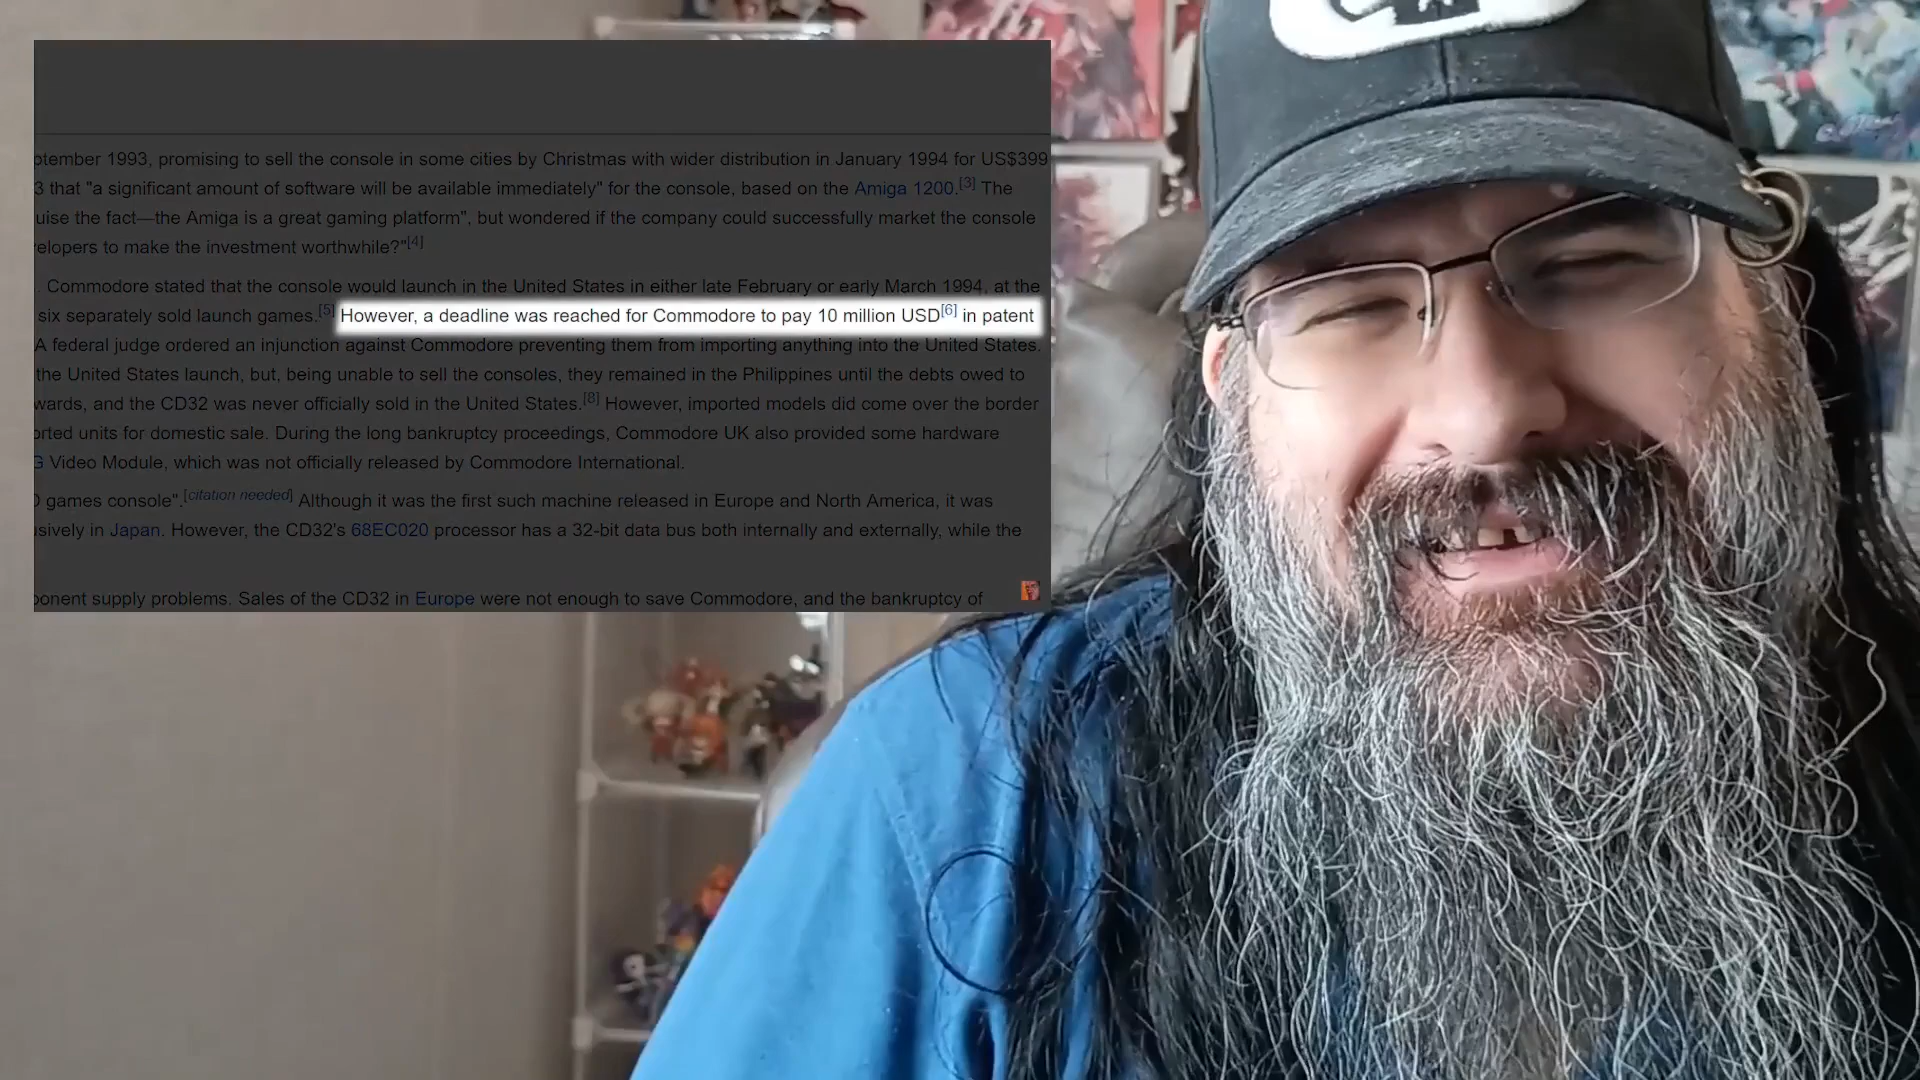 1993, promising to sell the console in some cities by Christmas with wider distribution in January 1994 for US$399
3 that "a significant amount of software will be available immediately" for the console, based on the Amiga 1200.[3] The
the fact—the Amiga is a great gaming platform", but wondered if the company could successfully market the console
to make the investment worthwhile?"[4]
. Commodore stated that the console would launch in the United States in either late February or early March 1994, at the
six separately sold launch games.[5] However, a deadline was reached for Commodore to pay 10 million USD[6] in patent
A federal judge ordered an injunction against Commodore preventing them from importing anything into the United States.
the United States launch, but, being unable to sell the consoles, they remained in the Philippines until the debts owed to
wards, and the CD32 was never officially sold in the United States.[8] However, imported models did come over the border
orted units for domestic sale. During the long bankruptcy proceedings, Commodore UK also provided some hardware
G Video Module, which was not officially released by Commodore International.
games console".[citation needed] Although it was the first such machine released in Europe and North America, it was
sively in Japan. However, the CD32's 68EC020 processor has a 32-bit data bus both internally and externally, while the
onent supply problems. Sales of the CD32 in Europe were not enough to save Commodore, and the bankruptcy of